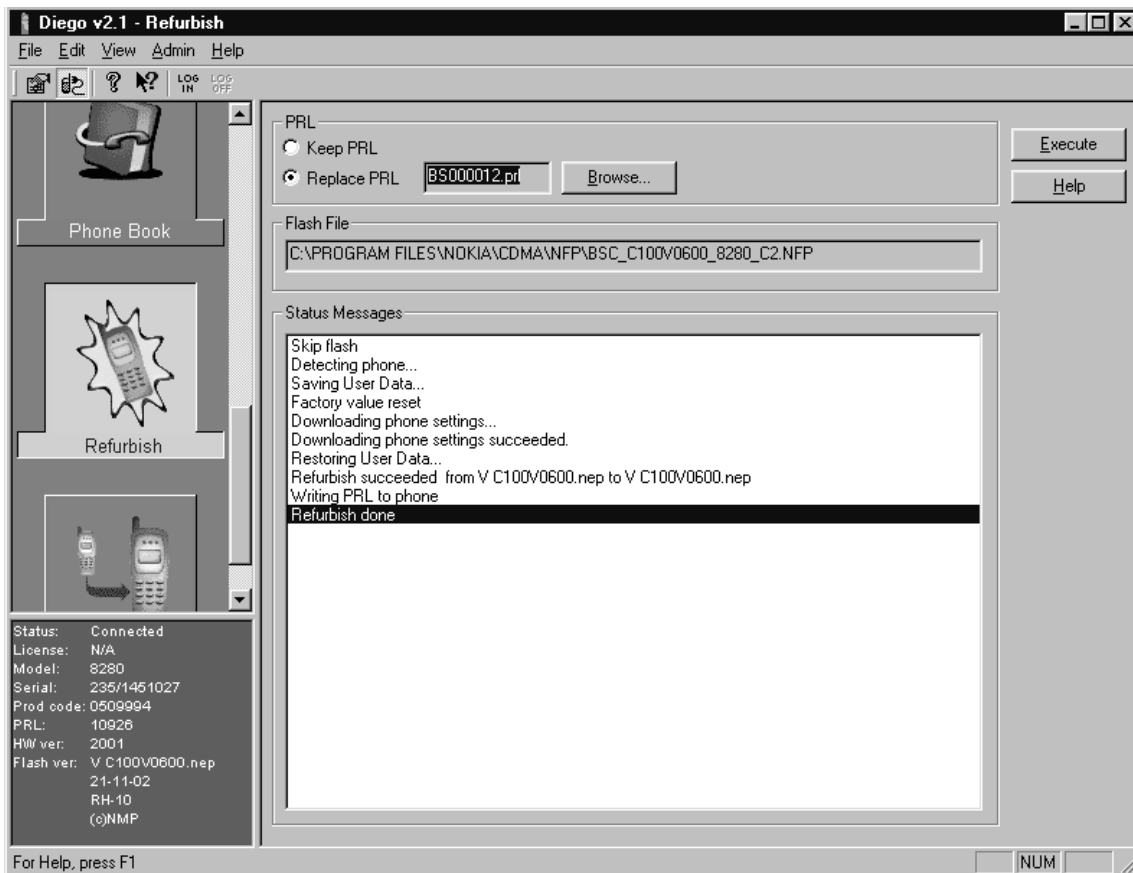 Diego v2.1 - Refurbish
File Edit View Admin Help
LOG IN LOG OFF
Phone Book
Refurbish
Status: Connected
License: N/A
Model: 8280
Serial: 235/1451027
Prod code: 0509994
PRL: 10926
HW ver: 2001
Flash ver: V C100V0600.nep
21-11-02
RH-10
(c)NMP
PRL
Keep PRL
Replace PRL BS000012.prl Browse...
Execute
Help
Flash File
C:\PROGRAM FILES\NOKIA\CDMA\NFP\BSC_C100V0600_8280_C2.NFP
Status Messages
Skip flash
Detecting phone...
Saving User Data...
Factory value reset
Downloading phone settings...
Downloading phone settings succeeded.
Restoring User Data...
Refurbish succeeded  from V C100V0600.nep to V C100V0600.nep
Writing PRL to phone
Refurbish done
For Help, press F1
NUM